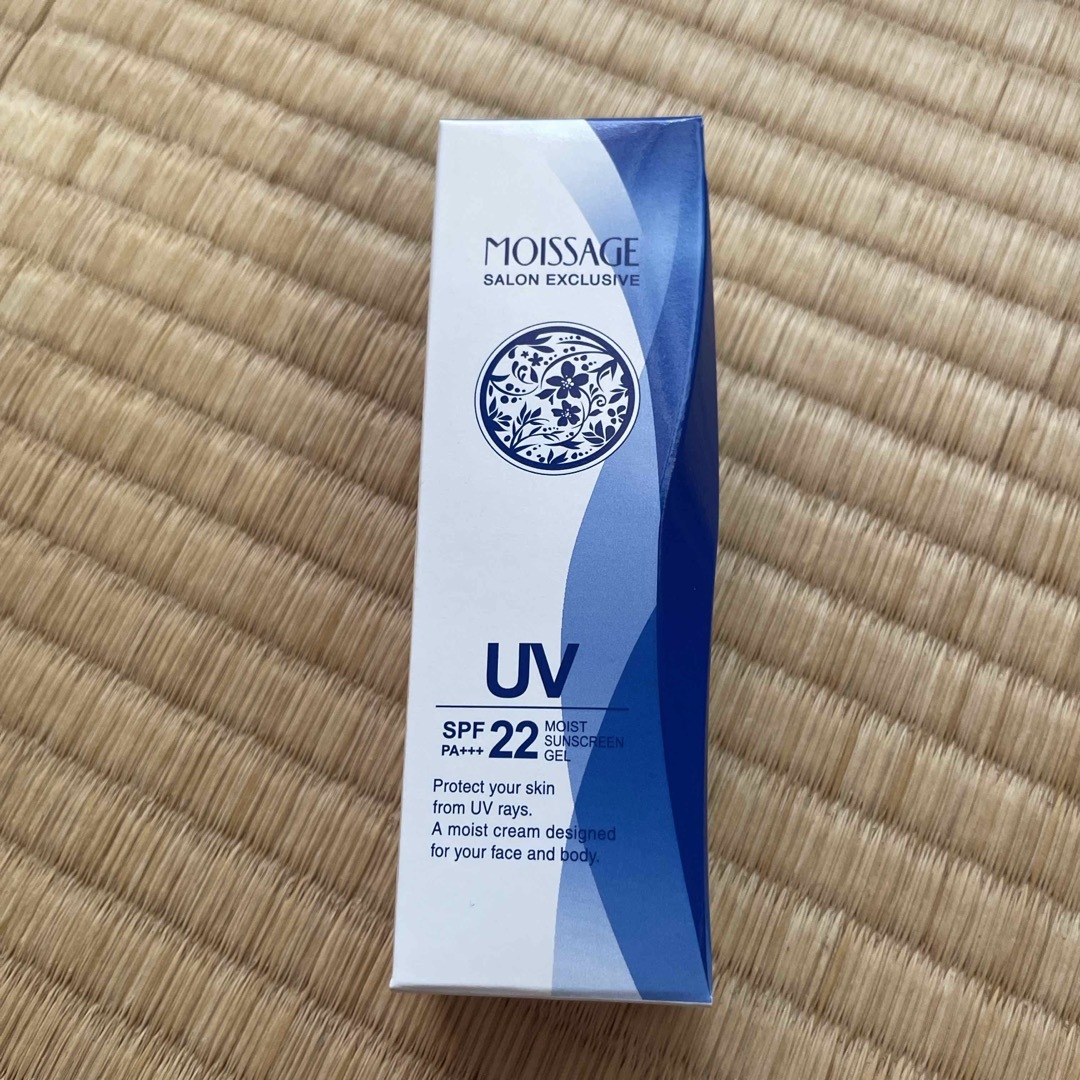 MOISSAGE
SALON EXCLUSIVE
UV
SPF 22 MOIST
PA+++ SUNSCREEN
GEL
Protect your skin
from UV rays.
A moist cream designed
for your face and body.